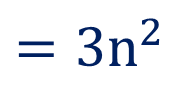 = 3n²